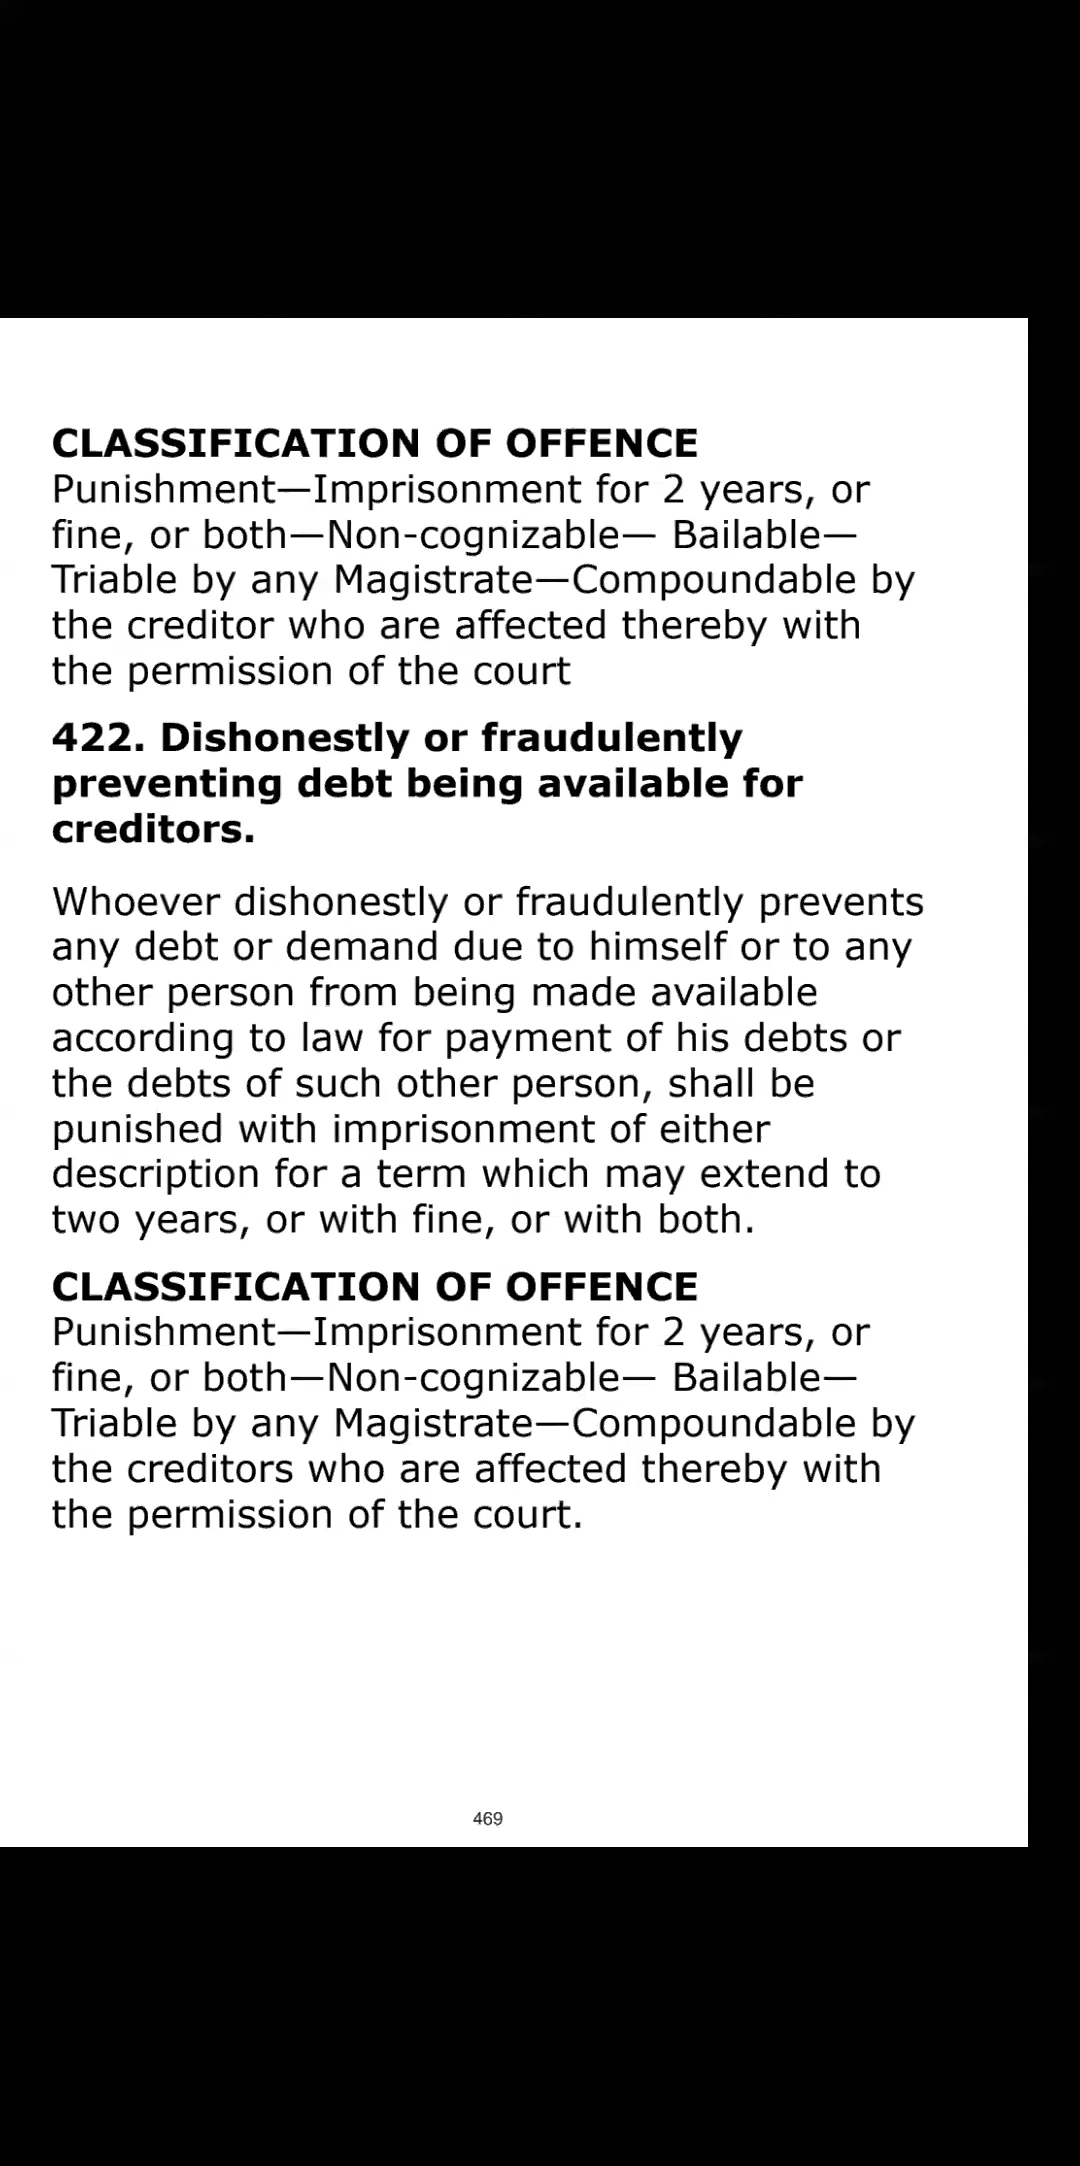 CLASSIFICATION OF OFFENCE
Punishment—Imprisonment for 2 years, or
fine, or both—Non-cognizable— Bailable—
Triable by any Magistrate—Compoundable by
the creditor who are affected thereby with
the permission of the court
422. Dishonestly or fraudulently
preventing debt being available for
creditors.
Whoever dishonestly or fraudulently prevents
any debt or demand due to himself or to any
other person from being made available
according to law for payment of his debts or
the debts of such other person, shall be
punished with imprisonment of either
description for a term which may extend to
two years, or with fine, or with both.
CLASSIFICATION OF OFFENCE
Punishment—Imprisonment for 2 years, or
fine, or both—Non-cognizable— Bailable—
Triable by any Magistrate—Compoundable by
the creditors who are affected thereby with
the permission of the court.
469